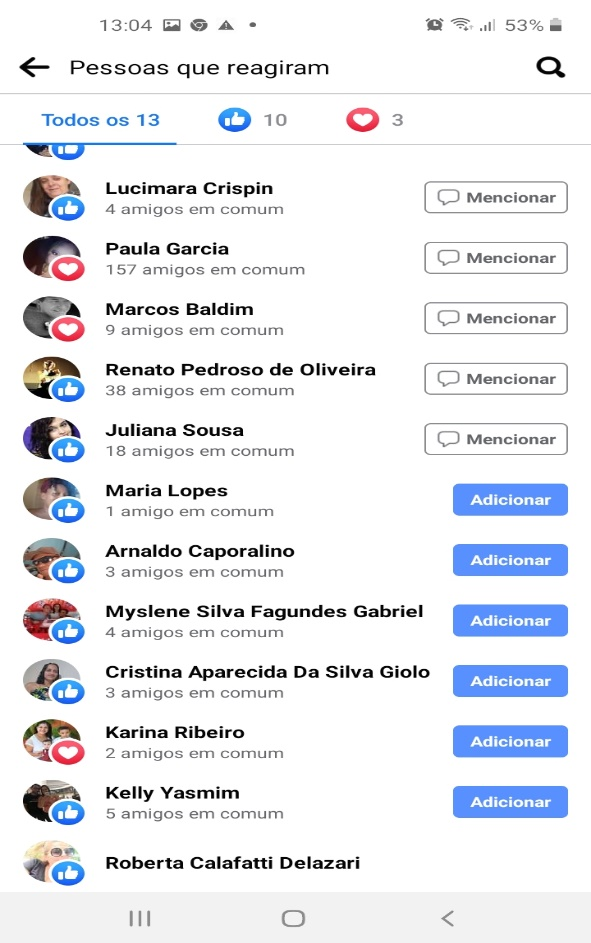 13:04
53%
Pessoas que reagiram
Todos os 13
10
3
Lucimara Crispin
4 amigos em comum
Mencionar
Paula Garcia
157 amigos em comum
Mencionar
Marcos Baldim
9 amigos em comum
Mencionar
Renato Pedroso de Oliveira
38 amigos em comum
Mencionar
Juliana Sousa
18 amigos em comum
Mencionar
Maria Lopes
1 amigo em comum
Adicionar
Arnaldo Caporalino
3 amigos em comum
Adicionar
Myslene Silva Fagundes Gabriel
4 amigos em comum
Adicionar
Cristina Aparecida Da Silva Giolo
3 amigos em comum
Adicionar
Karina Ribeiro
2 amigos em comum
Adicionar
Kelly Yasmim
5 amigos em comum
Adicionar
Roberta Calafatti Delazari